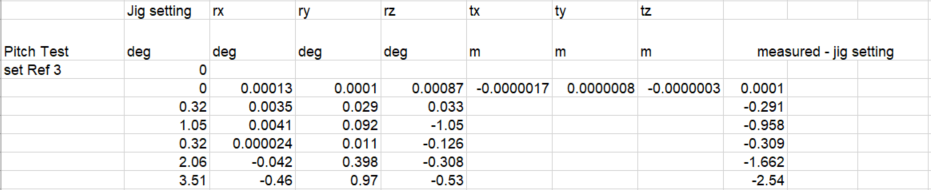 Jig setting rx ry rz tx ty tz
Pitch Test deg deg deg deg m m m measured - jig setting
set Ref 3 0
0 0.00013 0.0001 0.00087 -0.0000017 0.0000008 -0.0000003 0.0001
0.32 0.0035 0.029 0.033 -0.291
1.05 0.0041 0.092 -1.05 -0.958
0.32 0.000024 0.011 -0.126 -0.309
2.06 -0.042 0.398 -0.308 -1.662
3.51 -0.46 0.97 -0.53 -2.54